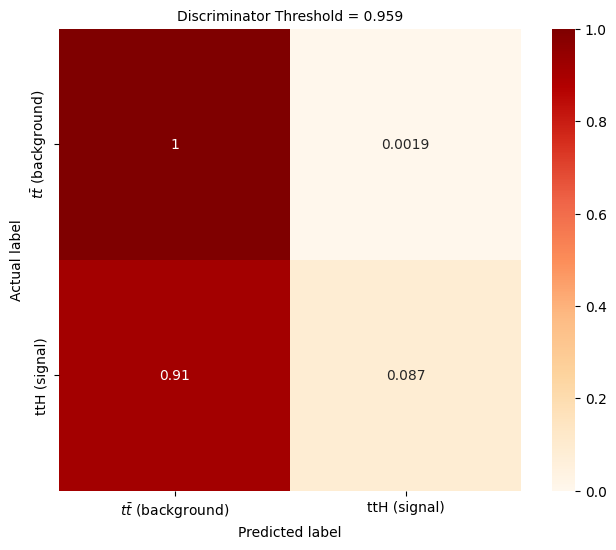 Discriminator Threshold = 0.959
Actual label
tt̄ (background)
ttH (signal)
1
0.0019
0.91
0.087
tt̄ (background)
ttH (signal)
Predicted label
1.0
0.8
0.6
0.4
0.2
0.0